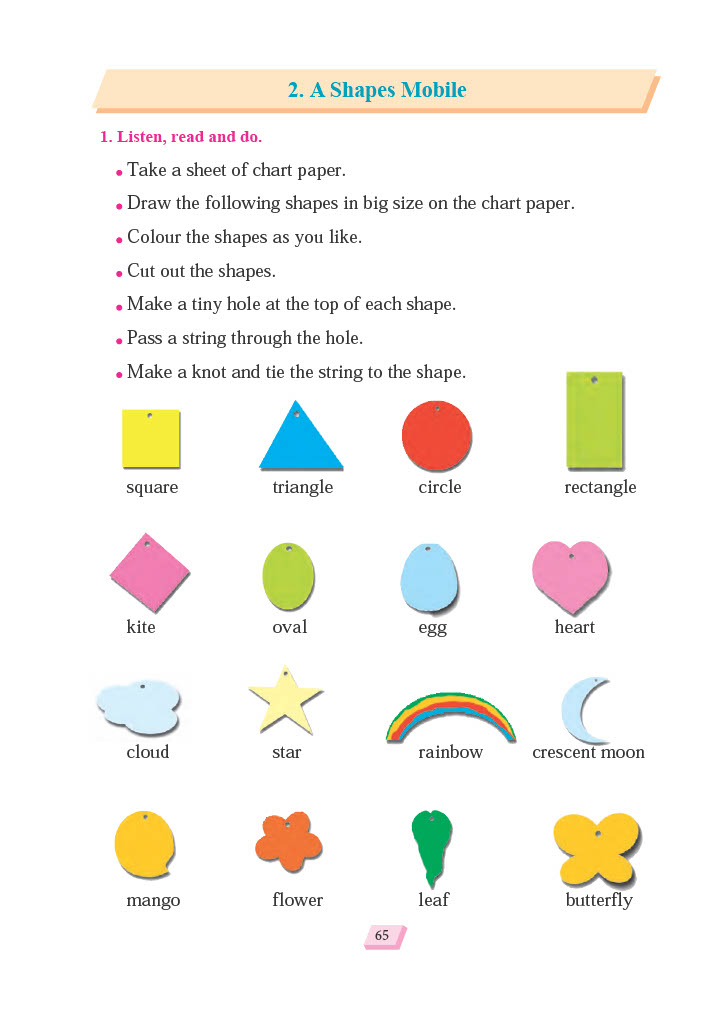 2. A Shapes Mobile
1. Listen, read and do.
• Take a sheet of chart paper.
• Draw the following shapes in big size on the chart paper.
• Colour the shapes as you like.
• Cut out the shapes.
• Make a tiny hole at the top of each shape.
• Pass a string through the hole.
• Make a knot and tie the string to the shape.
square triangle circle rectangle
kite oval egg heart
cloud star rainbow crescent moon
mango flower leaf butterfly
65